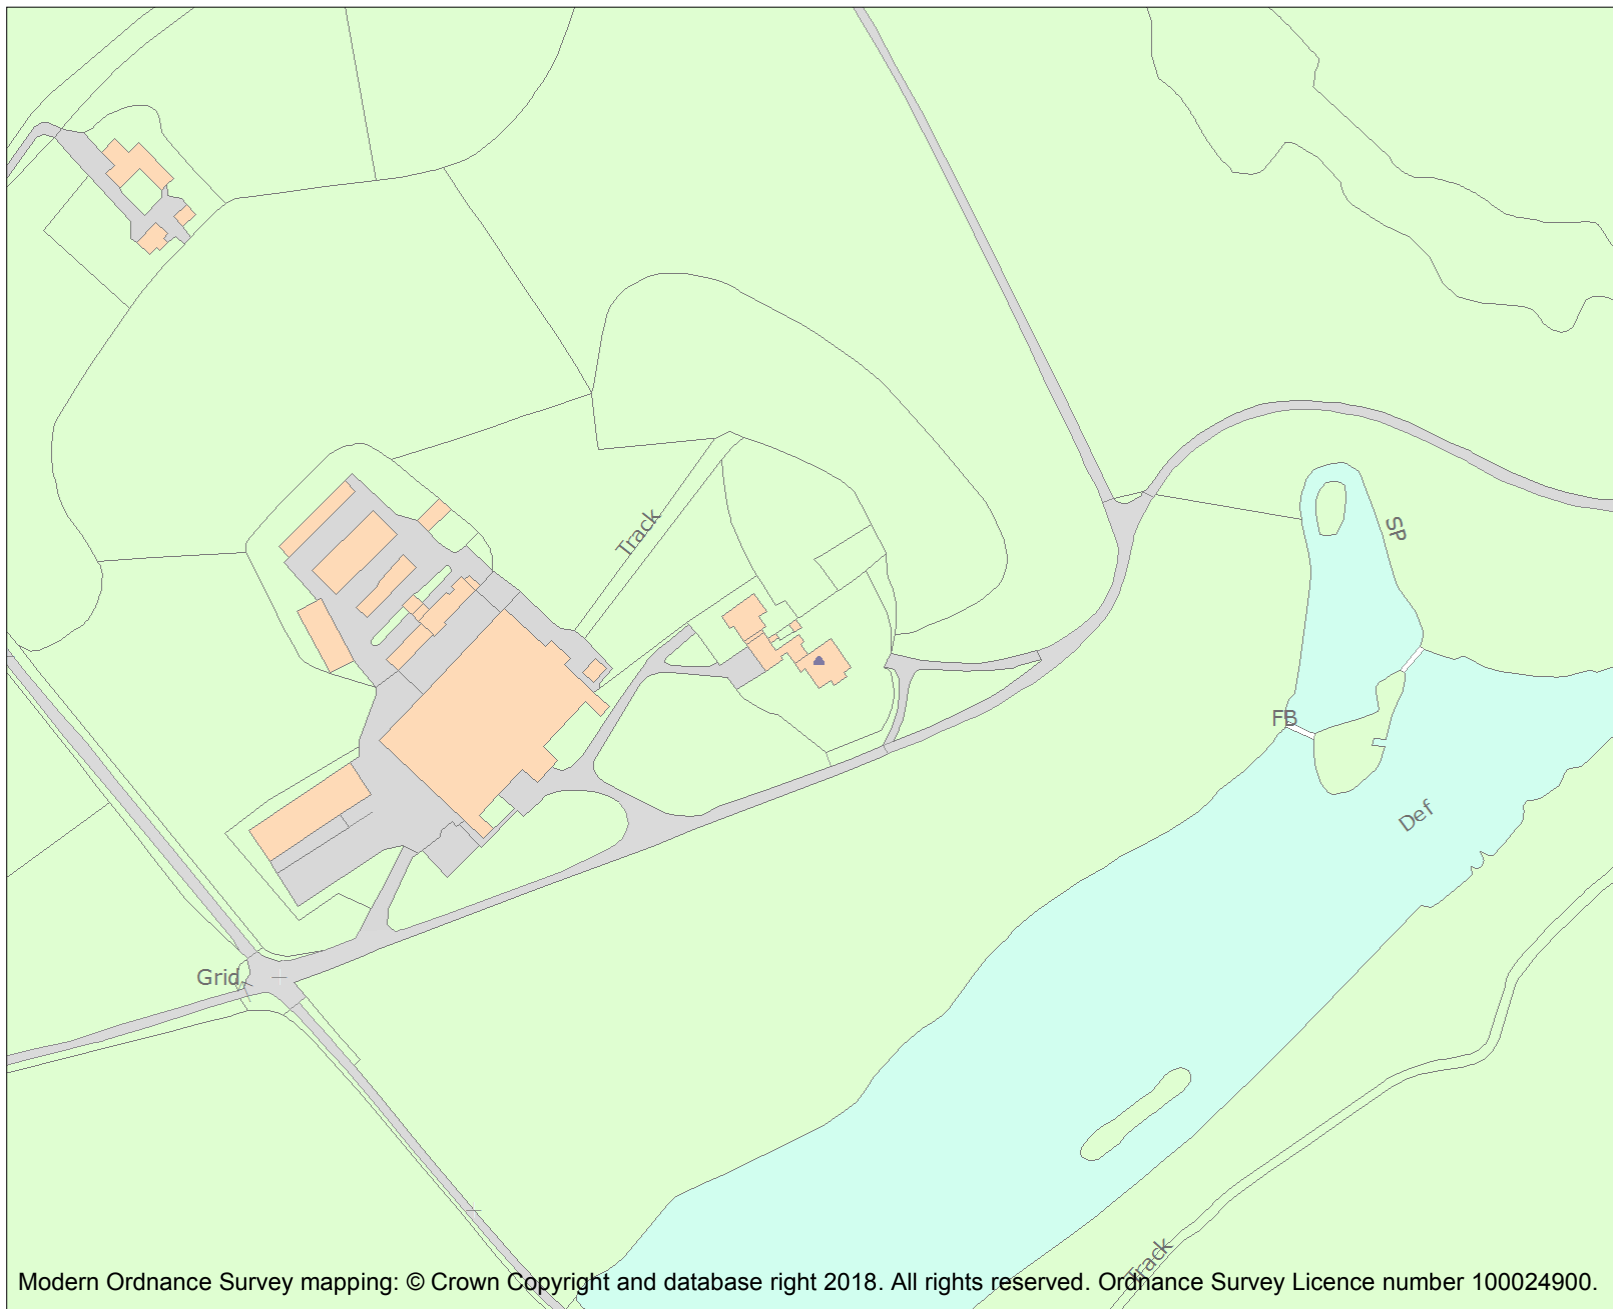 Track
SP
FB
Def
Grid
Track
Modern Ordnance Survey mapping: © Crown Copyright and database right 2018. All rights reserved. Ordnance Survey Licence number 100024900.